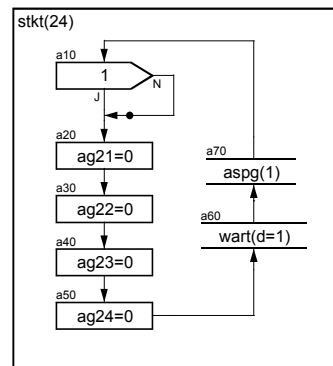 stkt(24)
a10
1
N
J
a20
ag21=0
a30
ag22=0
a40
ag23=0
a50
ag24=0
a70
aspg(1)
a60
wart(d=1)